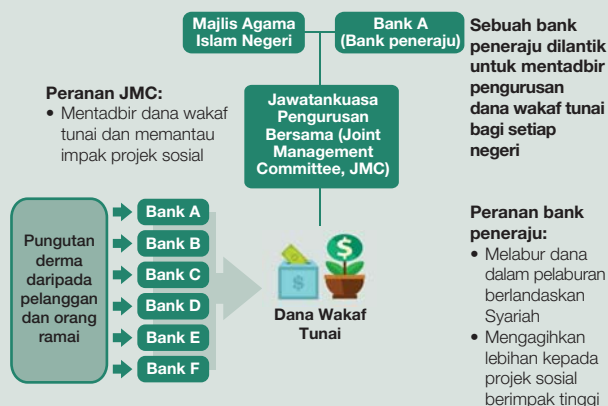 Majlis Agama
Islam Negeri
Bank A
(Bank peneraju)
Sebuah bank
peneraju dilantik
untuk mentadbir
pengurusan
dana wakaf tunai
bagi setiap
negeri
Peranan JMC:
• Mentadbir dana wakaf
tunai dan memantau
impak projek sosial
Jawatankuasa
Pengurusan
Bersama (Joint
Management
Committee, JMC)
Pungutan
derma
daripada
pelanggan
dan orang
ramai
Bank A
Bank B
Bank C
Bank D
Bank E
Bank F
$
$
Dana Wakaf
Tunai
Peranan bank
peneraju:
• Melabur dana
dalam pelaburan
berlandaskan
Syariah
• Mengagihkan
lebihan kepada
projek sosial
berimpak tinggi